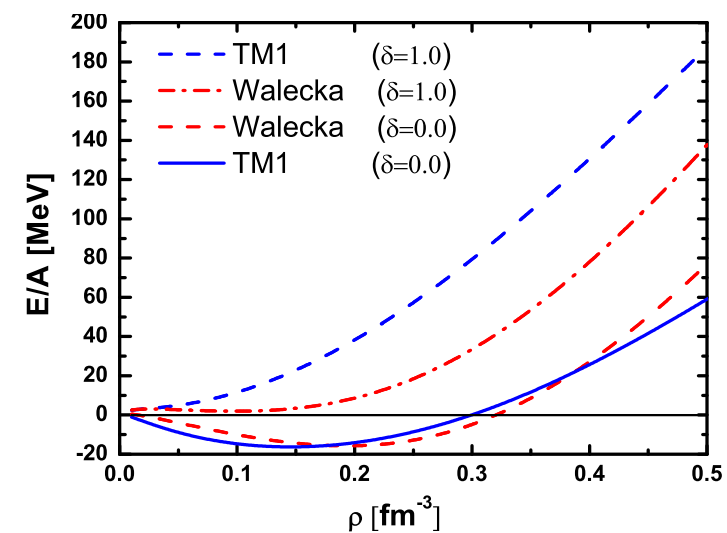 200
180
160
140
120
100
80
60
40
20
0
-20
E/A [MeV]
TM1 (δ=1.0)
Walecka (δ=1.0)
Walecka (δ=0.0)
TM1 (δ=0.0)
0.0 0.1 0.2 0.3 0.4 0.5
ρ [fm⁻³]